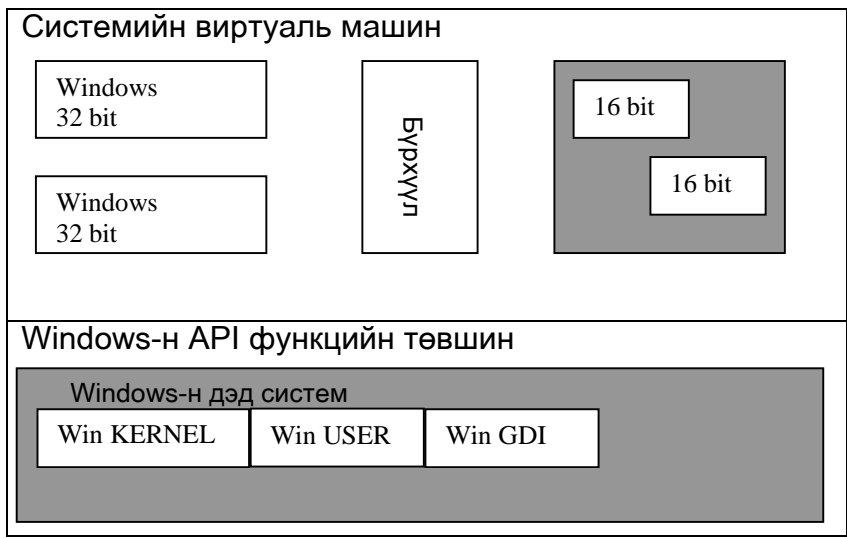 Системийн виртуаль машин
Windows
32 bit
Windows
32 bit
Бүрхүүл
16 bit
16 bit
Windows-н API функцийн төвшин
Windows-н дэд систем
Win KERNEL
Win USER
Win GDI